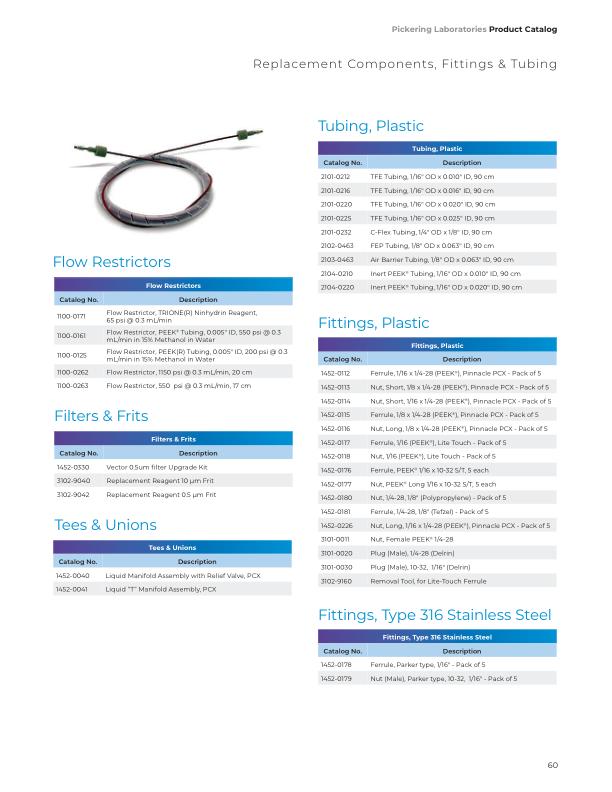 Pickering Laboratories Product Catalog
Replacement Components, Fittings & Tubing
Flow Restrictors
Flow Restrictors
Catalog No. Description
1100-0171 Flow Restrictor, TRIONE(R) Ninhydrin Reagent,
65 psi @ 0.3 mL/min
1100-0161 Flow Restrictor, PEEK® Tubing, 0.005" ID, 550 psi @ 0.3
mL/min in 15% Methanol in Water
1100-0125 Flow Restrictor, PEEK(R) Tubing, 0.005" ID, 200 psi @ 0.3
mL/min in 15% Methanol in Water
1100-0262 Flow Restrictor, 1150 psi @ 0.3 mL/min, 20 cm
1100-0263 Flow Restrictor, 550 psi @ 0.3 mL/min, 17 cm
Filters & Frits
Filters & Frits
Catalog No. Description
1452-0330 Vector 0.5um filter Upgrade Kit
3102-9040 Replacement Reagent 10 µm Frit
3102-9042 Replacement Reagent 0.5 µm Frit
Tees & Unions
Tees & Unions
Catalog No. Description
1452-0040 Liquid Manifold Assembly with Relief Valve, PCX
1452-0041 Liquid "T" Manifold Assembly, PCX
Tubing, Plastic
Tubing, Plastic
Catalog No. Description
2101-0212 TFE Tubing, 1/16" OD x 0.010" ID, 90 cm
2101-0216 TFE Tubing, 1/16" OD x 0.016" ID, 90 cm
2101-0220 TFE Tubing, 1/16" OD x 0.020" ID, 90 cm
2101-0225 TFE Tubing, 1/16" OD x 0.025" ID, 90 cm
2101-0232 C-Flex Tubing, 1/4" OD x 1/8" ID, 90 cm
2102-0463 FEP Tubing, 1/8" OD x 0.063" ID, 90 cm
2103-0463 Air Barrier Tubing, 1/8" OD x 0.063" ID, 90 cm
2104-0210 Inert PEEK® Tubing, 1/16" OD x 0.010" ID, 90 cm
2104-0220 Inert PEEK® Tubing, 1/16" OD x 0.020" ID, 90 cm
Fittings, Plastic
Fittings, Plastic
Catalog No. Description
1452-0112 Ferrule, 1/16 x 1/4-28 (PEEK®), Pinnacle PCX - Pack of 5
1452-0113 Nut, Short, 1/8 x 1/4-28 (PEEK®), Pinnacle PCX - Pack of 5
1452-0114 Nut, Short, 1/16 x 1/4-28 (PEEK®), Pinnacle PCX - Pack of 5
1452-0115 Ferrule, 1/8 x 1/4-28 (PEEK®), Pinnacle PCX - Pack of 5
1452-0116 Nut, Long, 1/8 x 1/4-28 (PEEK®), Pinnacle PCX - Pack of 5
1452-0117 Ferrule, 1/16 (PEEK®), Lite Touch - Pack of 5
1452-0118 Nut, 1/16 (PEEK®), Lite Touch - Pack of 5
1452-0176 Ferrule, PEEK® 1/16 x 10-32 S/T, 5 each
1452-0177 Nut, PEEK® Long 1/16 x 10-32 S/T, 5 each
1452-0180 Nut, 1/4-28, 1/8" (Polypropylene) - Pack of 5
1452-0181 Ferrule, 1/4-28, 1/8" (Tefzel) - Pack of 5
1452-0226 Nut, Long, 1/16 x 1/4-28 (PEEK®), Pinnacle PCX - Pack of 5
3101-0011 Nut, Female PEEK® 1/4-28
3101-0020 Plug (Male), 1/4-28 (Delrin)
3101-0030 Plug (Male), 10-32, 1/16" (Delrin)
3102-9160 Removal Tool, for Lite-Touch Ferrule
Fittings, Type 316 Stainless Steel
Fittings, Type 316 Stainless Steel
Catalog No. Description
1452-0178 Ferrule, Parker type, 1/16" - Pack of 5
1452-0179 Nut (Male), Parker type, 10-32, 1/16" - Pack of 5
60